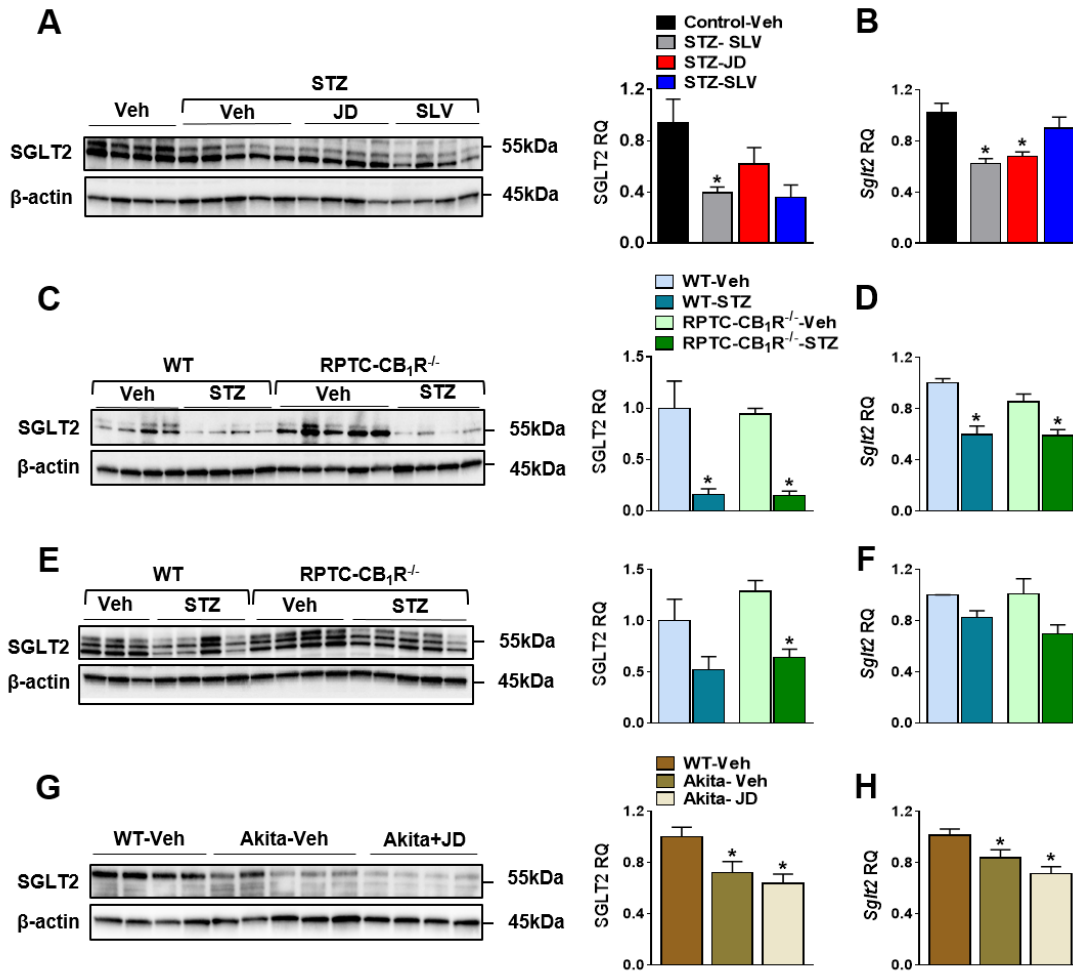 A
STZ
Veh Veh JD SLV
SGLT2 55kDa
β-actin 45kDa
Control-Veh
STZ- SLV
STZ-JD
STZ-SLV
SGLT2 RQ
1.2
0.8
0.4
0.0
*
B
Sglt2 RQ
1.2
0.8
0.4
0.0
* *
C
WT RPTC-CB₁R⁻/⁻
Veh STZ Veh STZ
SGLT2 55kDa
β-actin 45kDa
WT-Veh
WT-STZ
RPTC-CB₁R⁻/⁻-Veh
RPTC-CB₁R⁻/⁻-STZ
SGLT2 RQ
1.5
1.0
0.5
0.0
* *
D
Sglt2 RQ
1.2
0.8
0.4
0.0
* *
E
WT RPTC-CB₁R⁻/⁻
Veh STZ Veh STZ
SGLT2 55kDa
β-actin 45kDa
SGLT2 RQ
1.5
1.0
0.5
0.0
*
F
Sglt2 RQ
1.2
0.8
0.4
0.0
G
WT-Veh Akita-Veh Akita+JD
SGLT2 55kDa
β-actin 45kDa
WT-Veh
Akita- Veh
Akita- JD
SGLT2 RQ
1.2
0.8
0.4
0.0
* *
H
Sglt2 RQ
1.2
0.8
0.4
0.0
* *